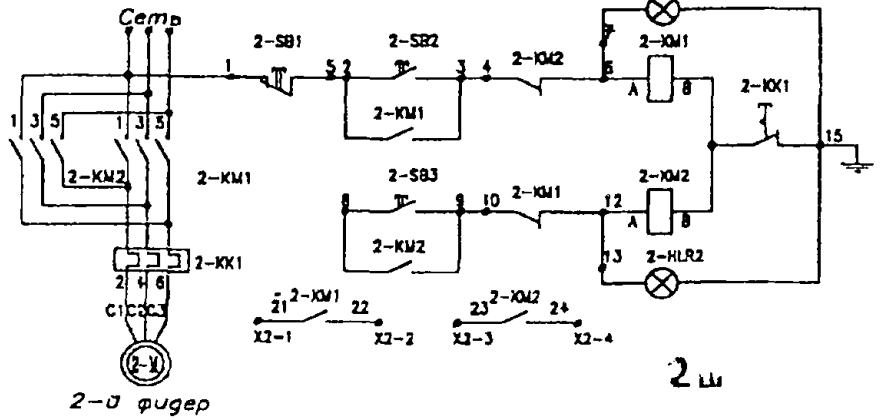 Сеть
7
2-SB1 2-SB2 2-KM2 2-KM1
1 5 2 3 4 6 A B
2-KK1
2-KM1
1 3 5 1 3 5
15
2-KM2 2-KM1
2-SB3 2-KM1 2-KM2
8 9 10 12 A B
2-KM2
13 2-HLR2
2-KK1
2 4 6
C1 C2 C3
21 2-KM1 22 23 2-KM2 24
X2-1 X2-2 X2-3 X2-4
2-й фидер